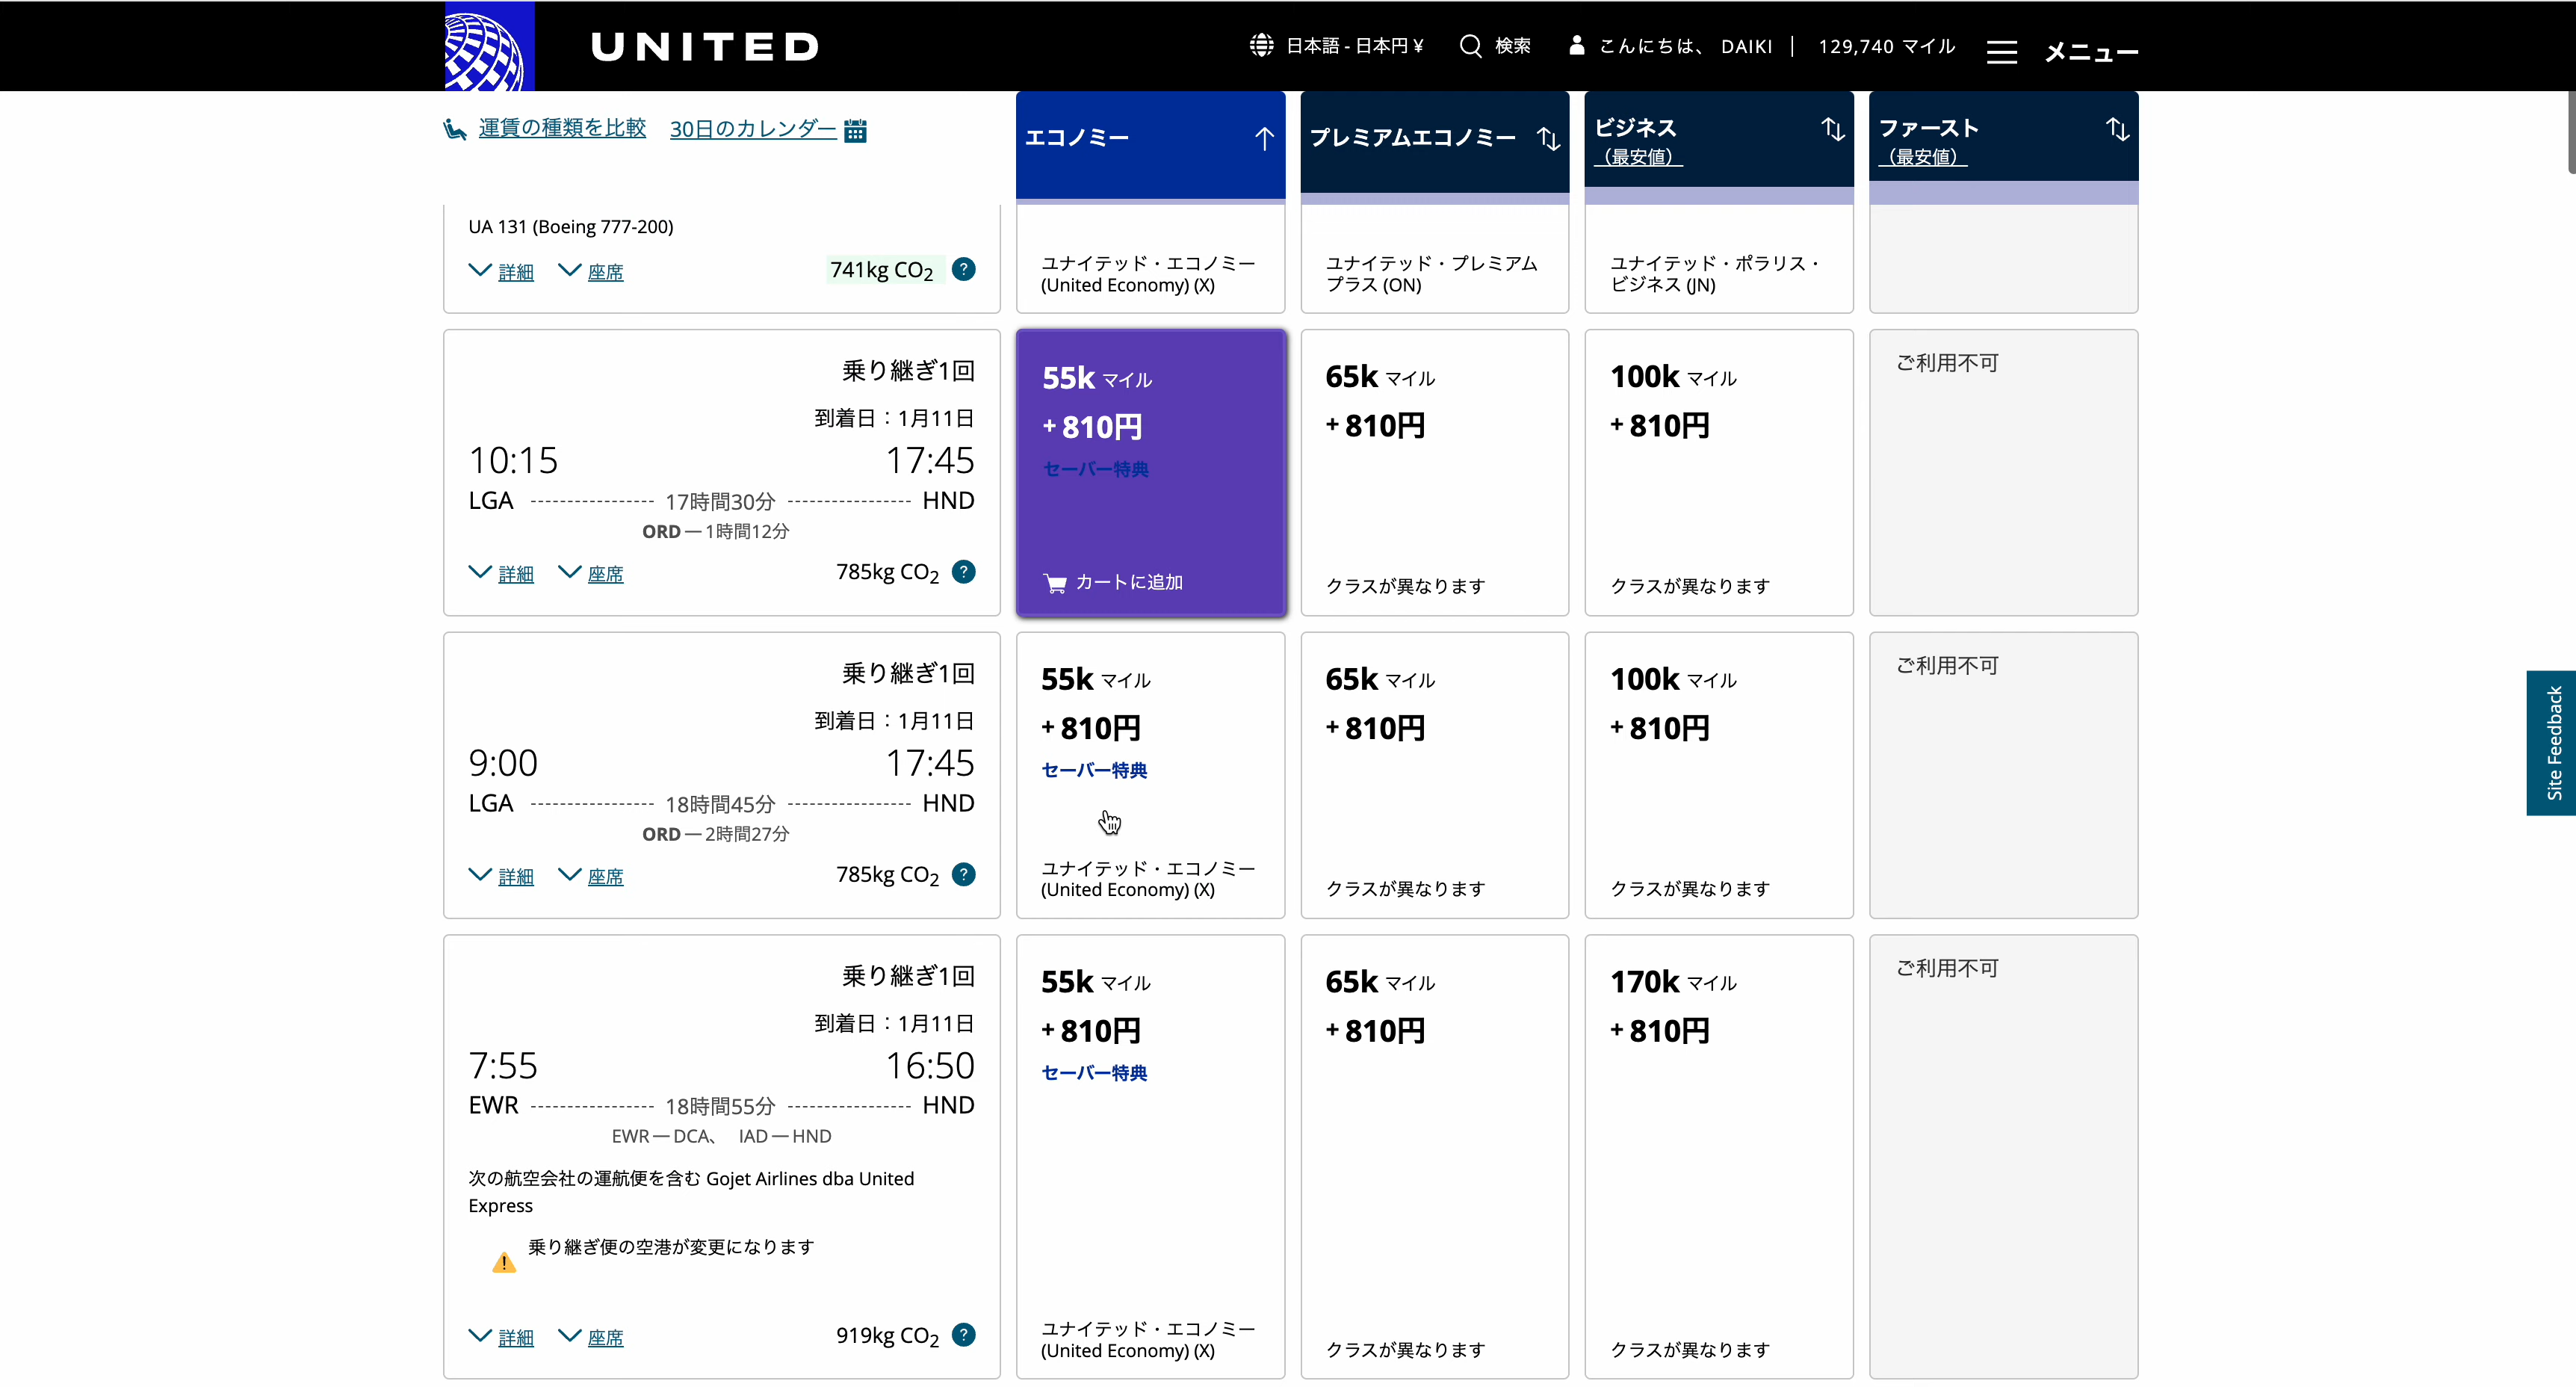 UNITED
日本語 - 日本円 ¥
検索
こんにちは、 DAIKI
129,740 マイル
メニュー
運賃の種類を比較
30日のカレンダー
エコノミー
プレミアムエコノミー
ビジネス
(最安値)
ファースト
(最安値)
UA 131 (Boeing 777-200)
詳細
座席
741kg CO2
?
ユナイテッド・エコノミー
(United Economy) (X)
ユナイテッド・プレミアム
プラス (ON)
ユナイテッド・ポラリス・
ビジネス (JN)
乗り継ぎ1回
到着日：1月11日
10:15
17:45
LGA
17時間30分
HND
ORD — 1時間12分
詳細
座席
785kg CO2
?
55k マイル
+ 810円
セーバー特典
カートに追加
65k マイル
+ 810円
クラスが異なります
100k マイル
+ 810円
クラスが異なります
ご利用不可
乗り継ぎ1回
到着日：1月11日
9:00
17:45
LGA
18時間45分
HND
ORD — 2時間27分
詳細
座席
785kg CO2
?
55k マイル
+ 810円
セーバー特典
ユナイテッド・エコノミー
(United Economy) (X)
65k マイル
+ 810円
クラスが異なります
100k マイル
+ 810円
クラスが異なります
ご利用不可
乗り継ぎ1回
到着日：1月11日
7:55
16:50
EWR
18時間55分
HND
EWR — DCA、 IAD — HND
次の航空会社の運航便を含む Gojet Airlines dba United
Express
乗り継ぎ便の空港が変更になります
詳細
座席
919kg CO2
?
55k マイル
+ 810円
セーバー特典
ユナイテッド・エコノミー
(United Economy) (X)
65k マイル
+ 810円
クラスが異なります
170k マイル
+ 810円
クラスが異なります
ご利用不可
Site Feedback